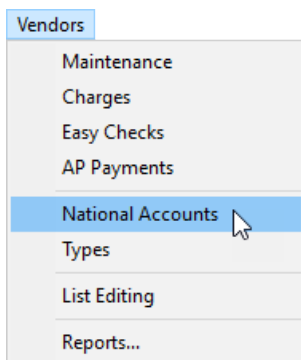 Vendors
Maintenance
Charges
Easy Checks
AP Payments
National Accounts
Types
List Editing
Reports...